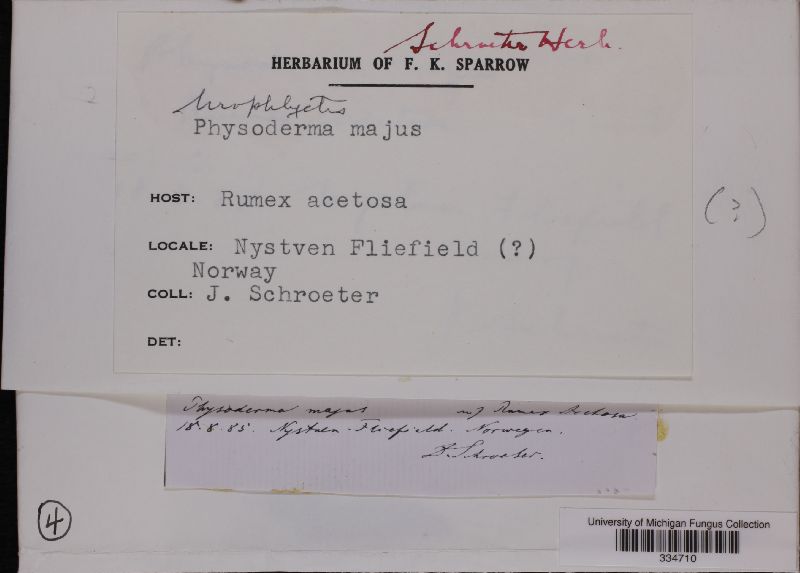 Schroeter Herb.
HERBARIUM OF F. K. SPARROW
Urophlyctis
Physoderma majus
HOST: Rumex acetosa
(?)
LOCALE: Nystven Fliefield (?)
Norway
COLL: J. Schroeter
DET:
Physoderma majus auf Rumex Acetosa
18.8.85. Nystuen-Fliefield. Norwegen.
J. Schroeter.
4
University of Michigan Fungus Collection
334710